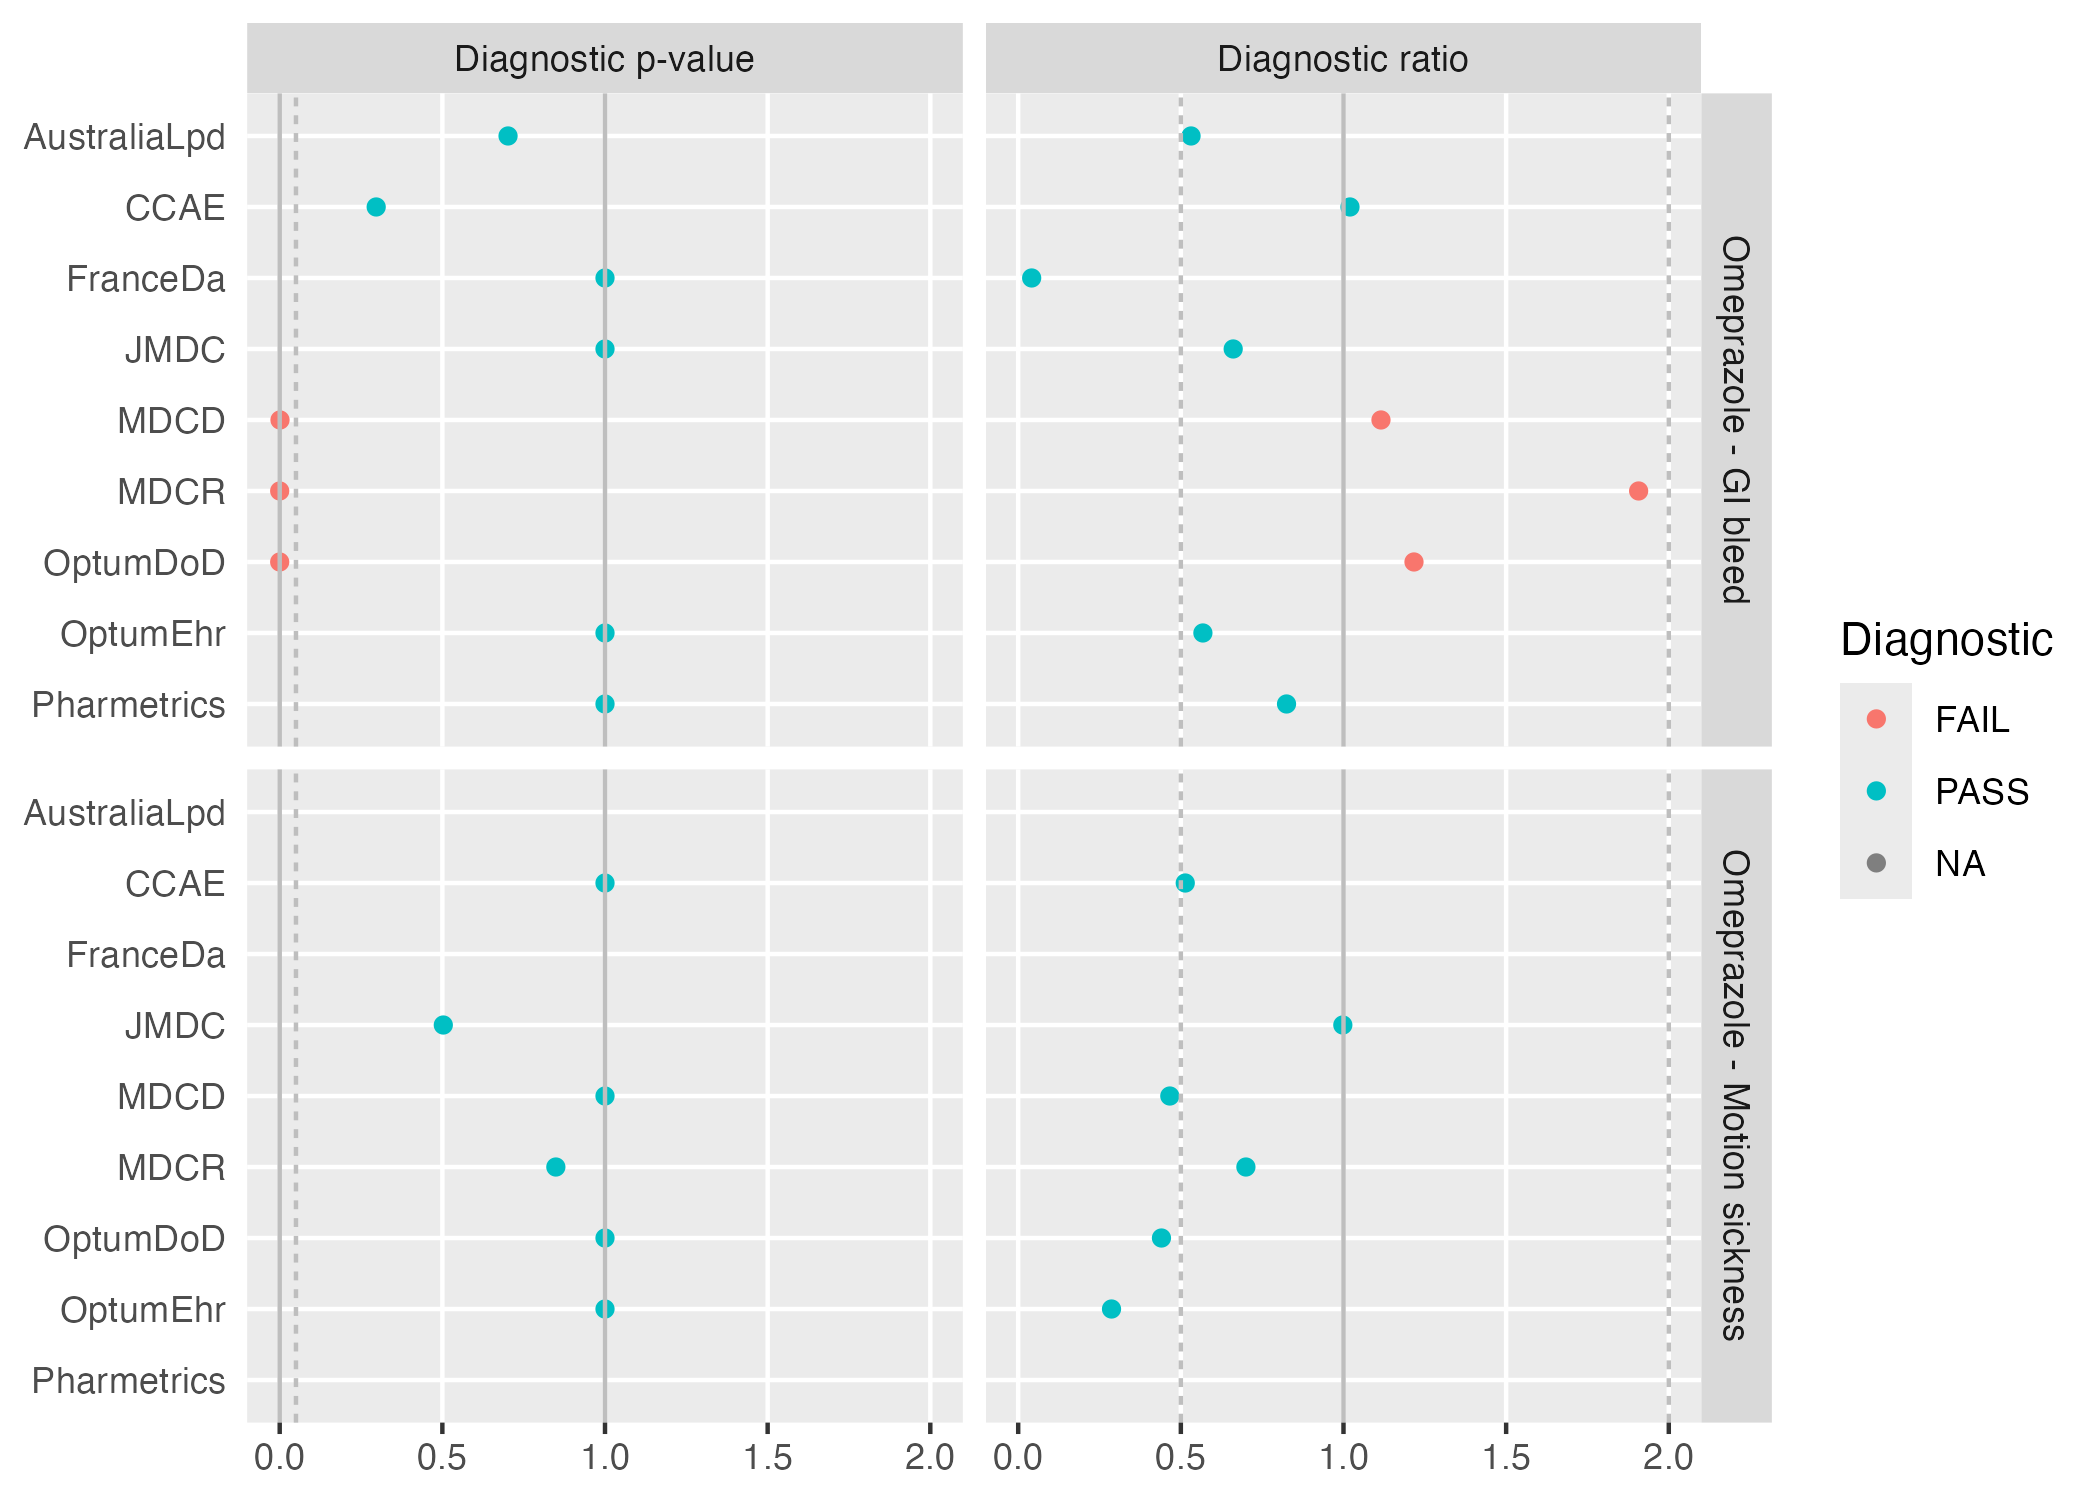 Diagnostic p-value
Diagnostic ratio
AustraliaLpd
CCAE
FranceDa
JMDC
MDCD
MDCR
OptumDoD
OptumEhr
Pharmetrics
Omeprazole - GI bleed
AustraliaLpd
CCAE
FranceDa
JMDC
MDCD
MDCR
OptumDoD
OptumEhr
Pharmetrics
Omeprazole - Motion sickness
0.0 0.5 1.0 1.5 2.0
0.0 0.5 1.0 1.5 2.0
Diagnostic
FAIL
PASS
NA